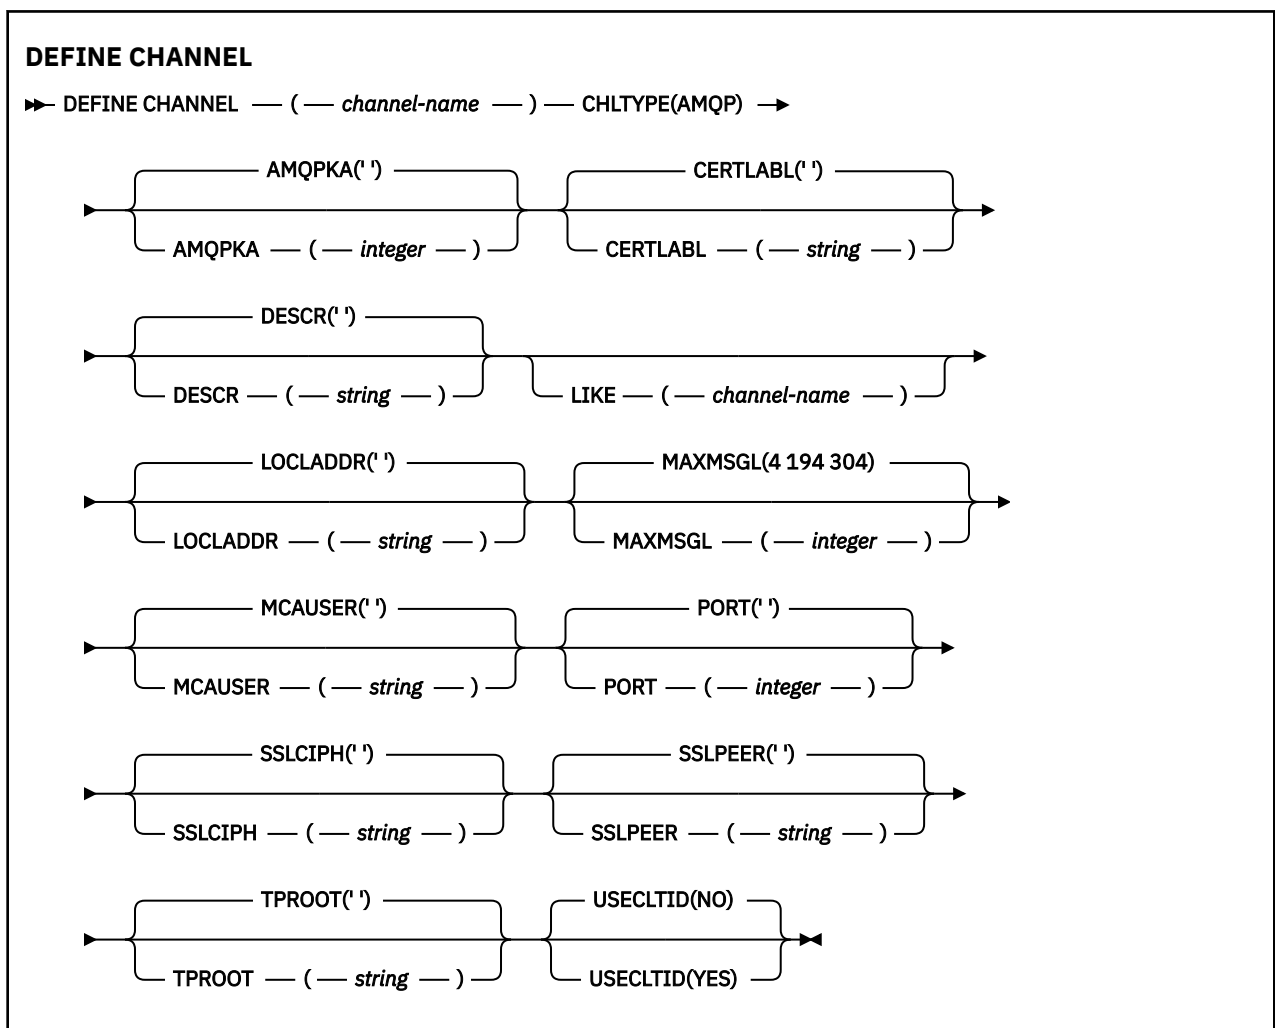 DEFINE CHANNEL
DEFINE CHANNEL ( channel-name ) CHLTYPE(AMQP)
AMQPKA(' ') CERTLABL(' ')
AMQPKA ( integer ) CERTLABL ( string )
DESCR(' ')
DESCR ( string ) LIKE ( channel-name )
LOCLADDR(' ') MAXMSGL(4 194 304)
LOCLADDR ( string ) MAXMSGL ( integer )
MCAUSER(' ') PORT(' ')
MCAUSER ( string ) PORT ( integer )
SSLCIPH(' ') SSLPEER(' ')
SSLCIPH ( string ) SSLPEER ( string )
TPROOT(' ') USECLTID(NO)
TPROOT ( string ) USECLTID(YES)